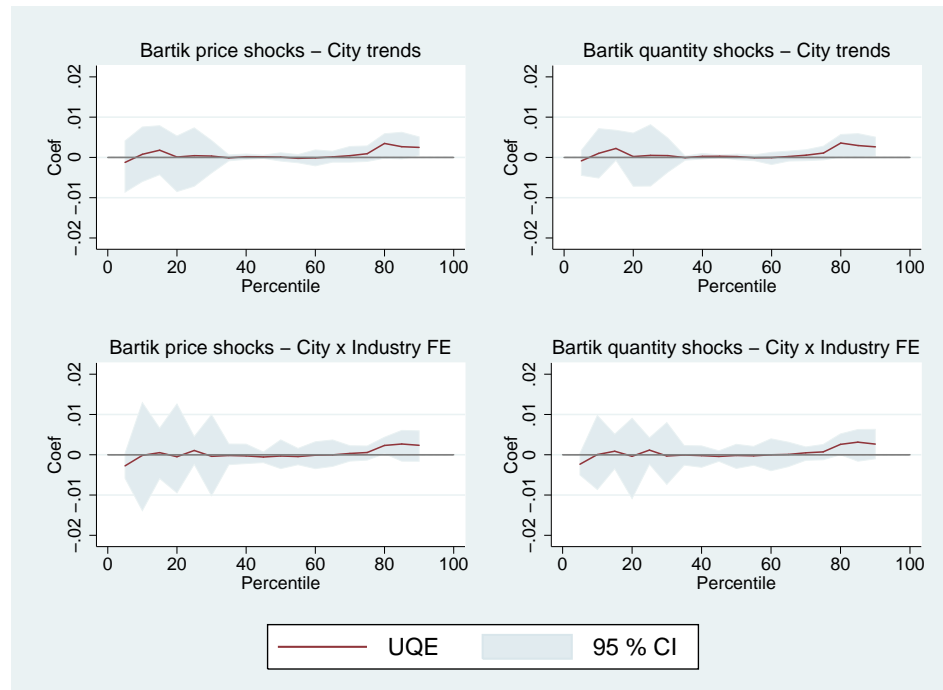 Bartik price shocks – City trends
Coef
.02
.01
0
−.01
−.02
0 20 40 60 80 100
Percentile
Bartik quantity shocks – City trends
Coef
.02
.01
0
−.01
−.02
0 20 40 60 80 100
Percentile
Bartik price shocks – City x Industry FE
Coef
.02
.01
0
−.01
−.02
0 20 40 60 80 100
Percentile
Bartik quantity shocks – City x Industry FE
Coef
.02
.01
0
−.01
−.02
0 20 40 60 80 100
Percentile
UQE 95 % CI